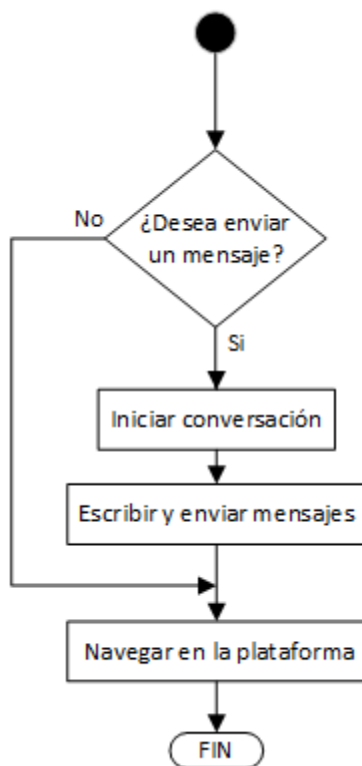 ¿Desea enviar
un mensaje?
No
Si
Iniciar conversación
Escribir y enviar mensajes
Navegar en la plataforma
FIN